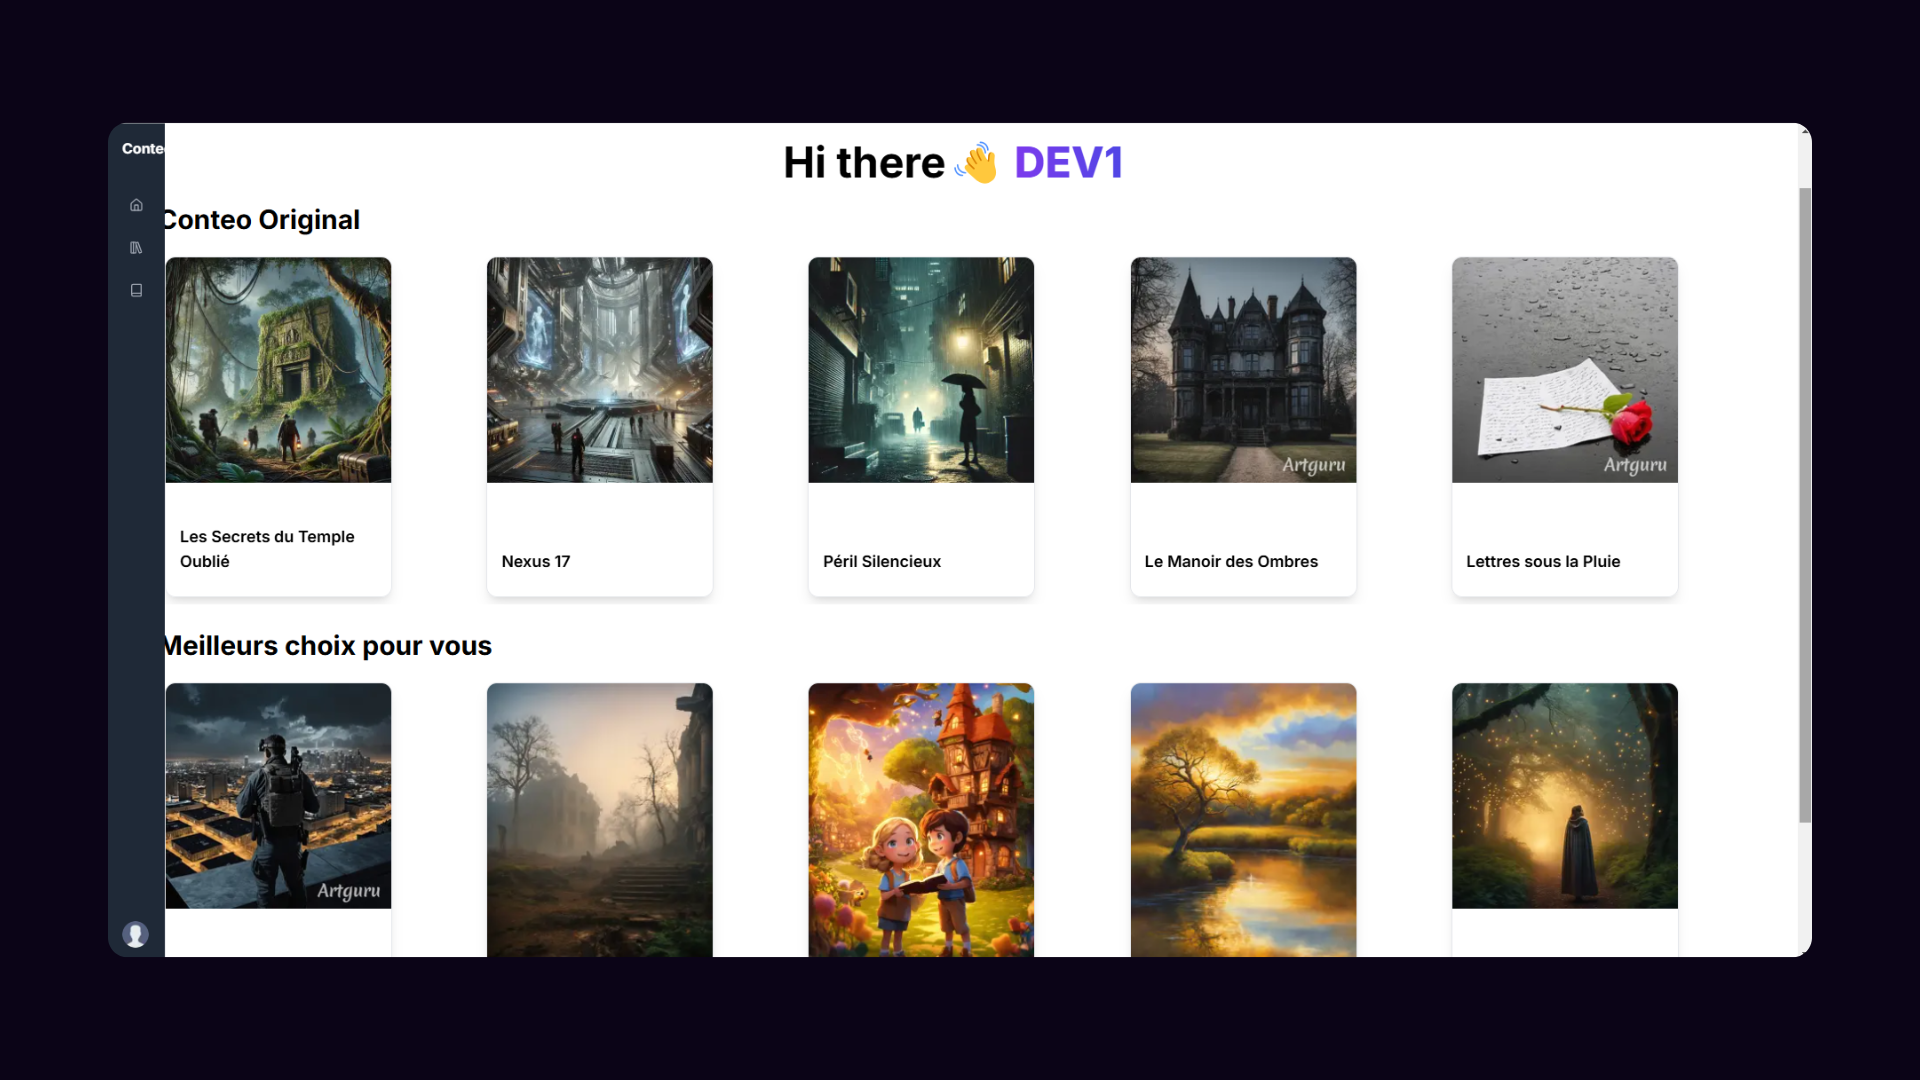 Conte
Hi there 👋 DEV1
Conteo Original
Artguru
Artguru
Les Secrets du Temple
Oublié
Nexus 17
Péril Silencieux
Le Manoir des Ombres
Lettres sous la Pluie
Meilleurs choix pour vous
Artguru